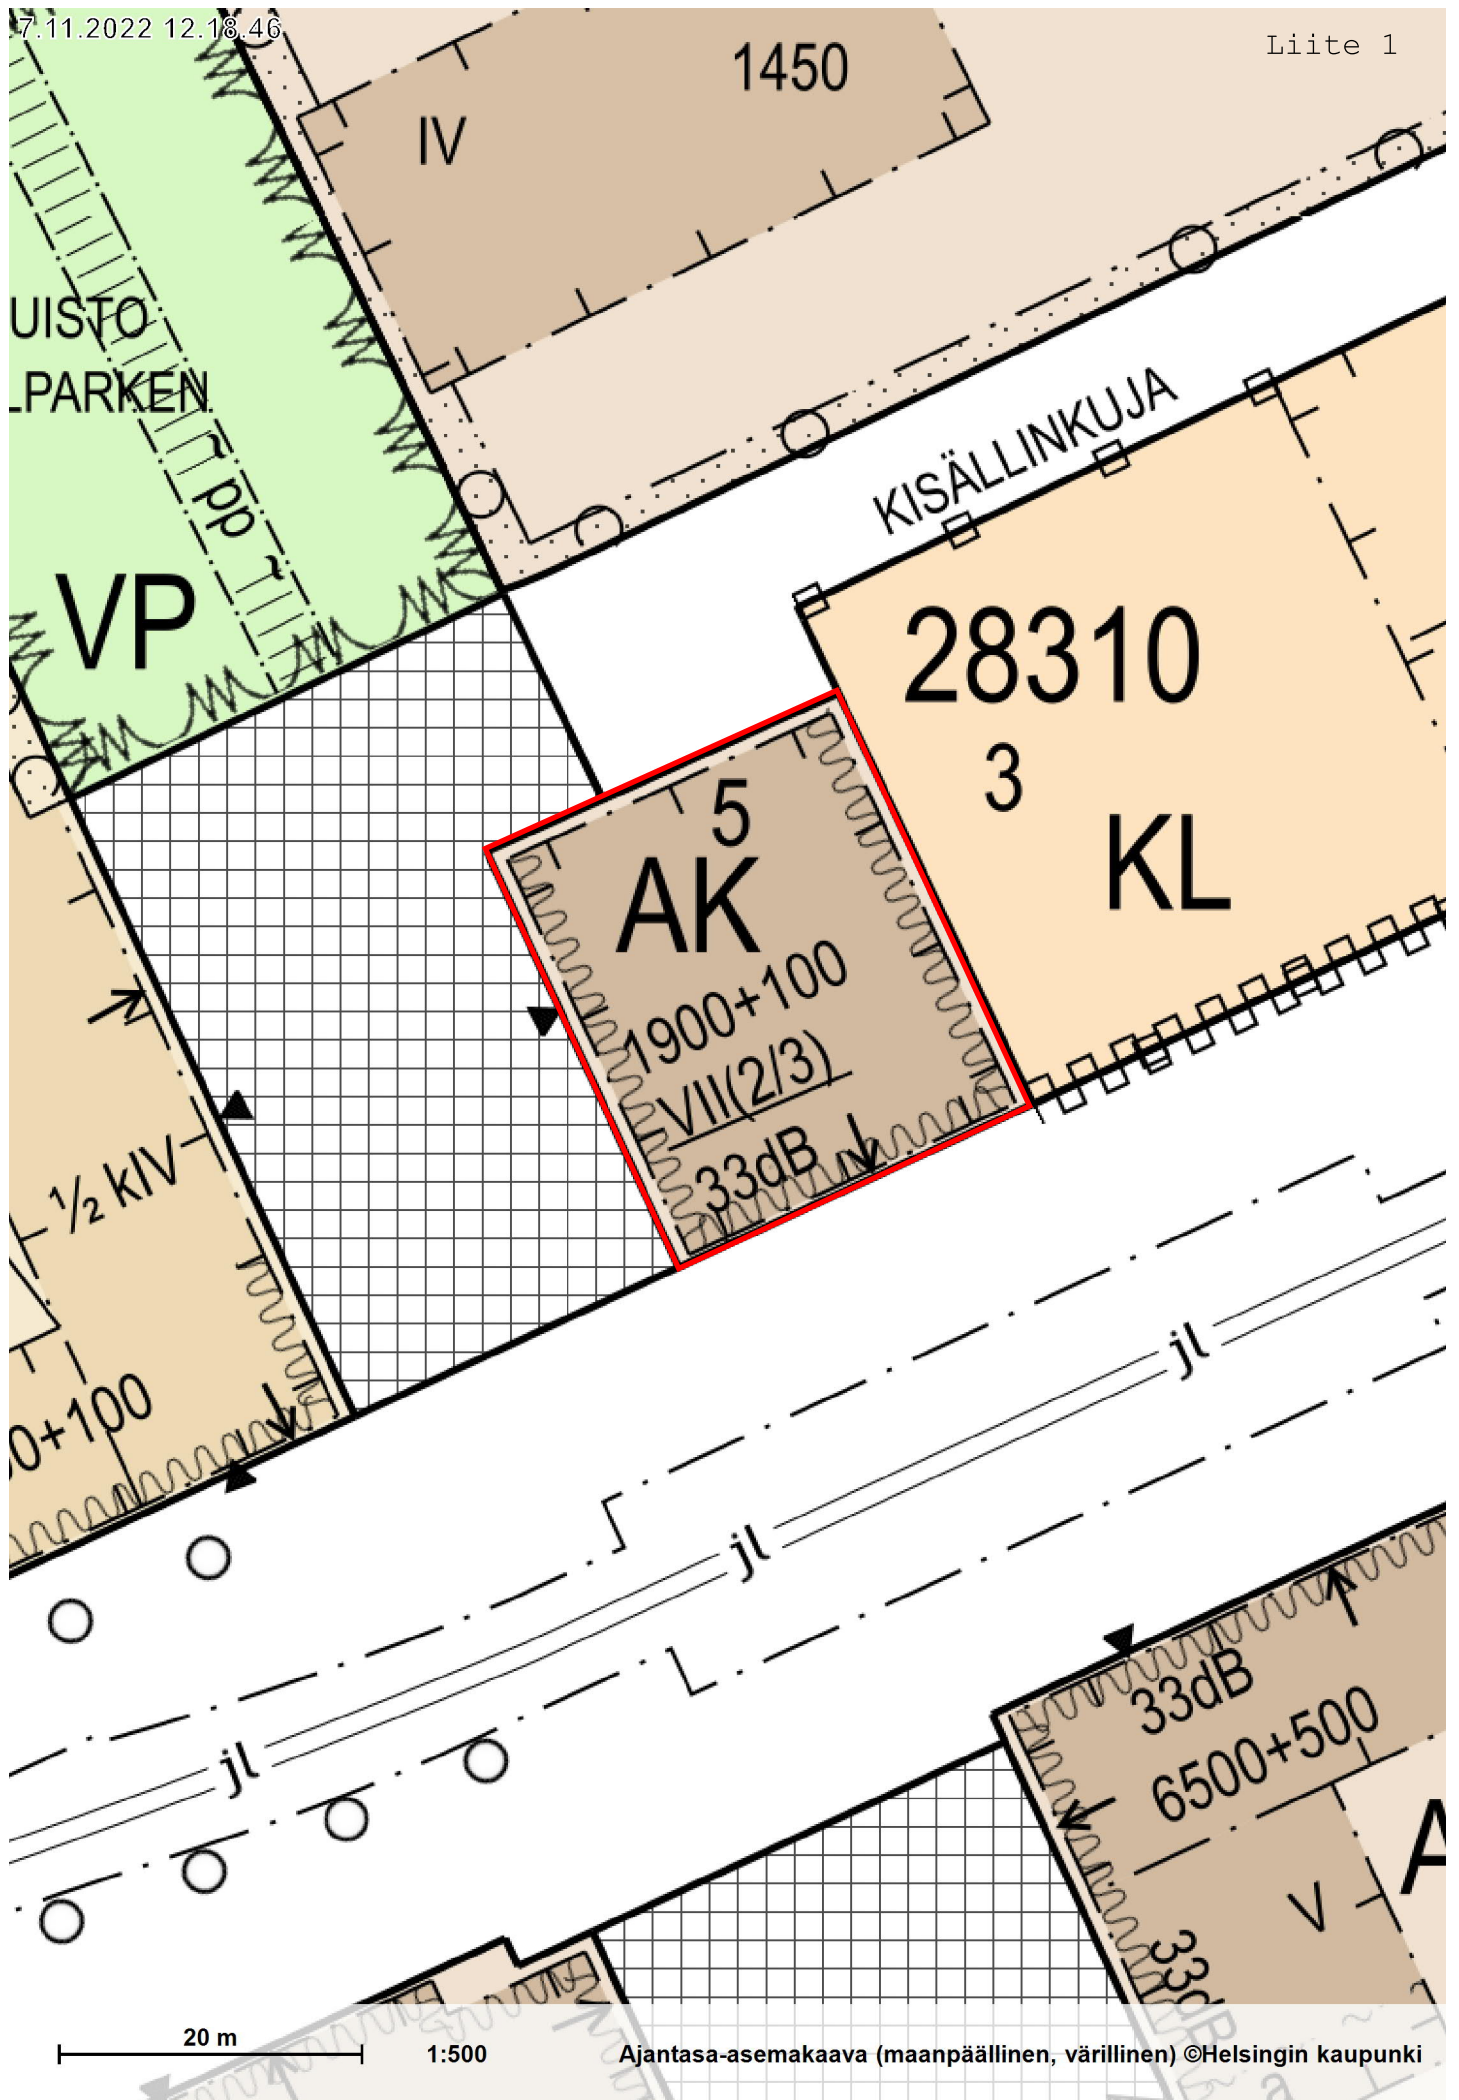 7.11.2022 12.18.46
Liite 1
1450
IV
UISTO
LPARKEN
~ pp ~
VP
KISÄLLINKUJA
28310
3
KL
5
AK
1900+100
VII(2/3)
33dB
½ kIV
0+100
jl
jl
jl
33dB
6500+500
A
V
33dB
a
20 m
1:500
Ajantasa-asemakaava (maanpäällinen, värillinen) ©Helsingin kaupunki